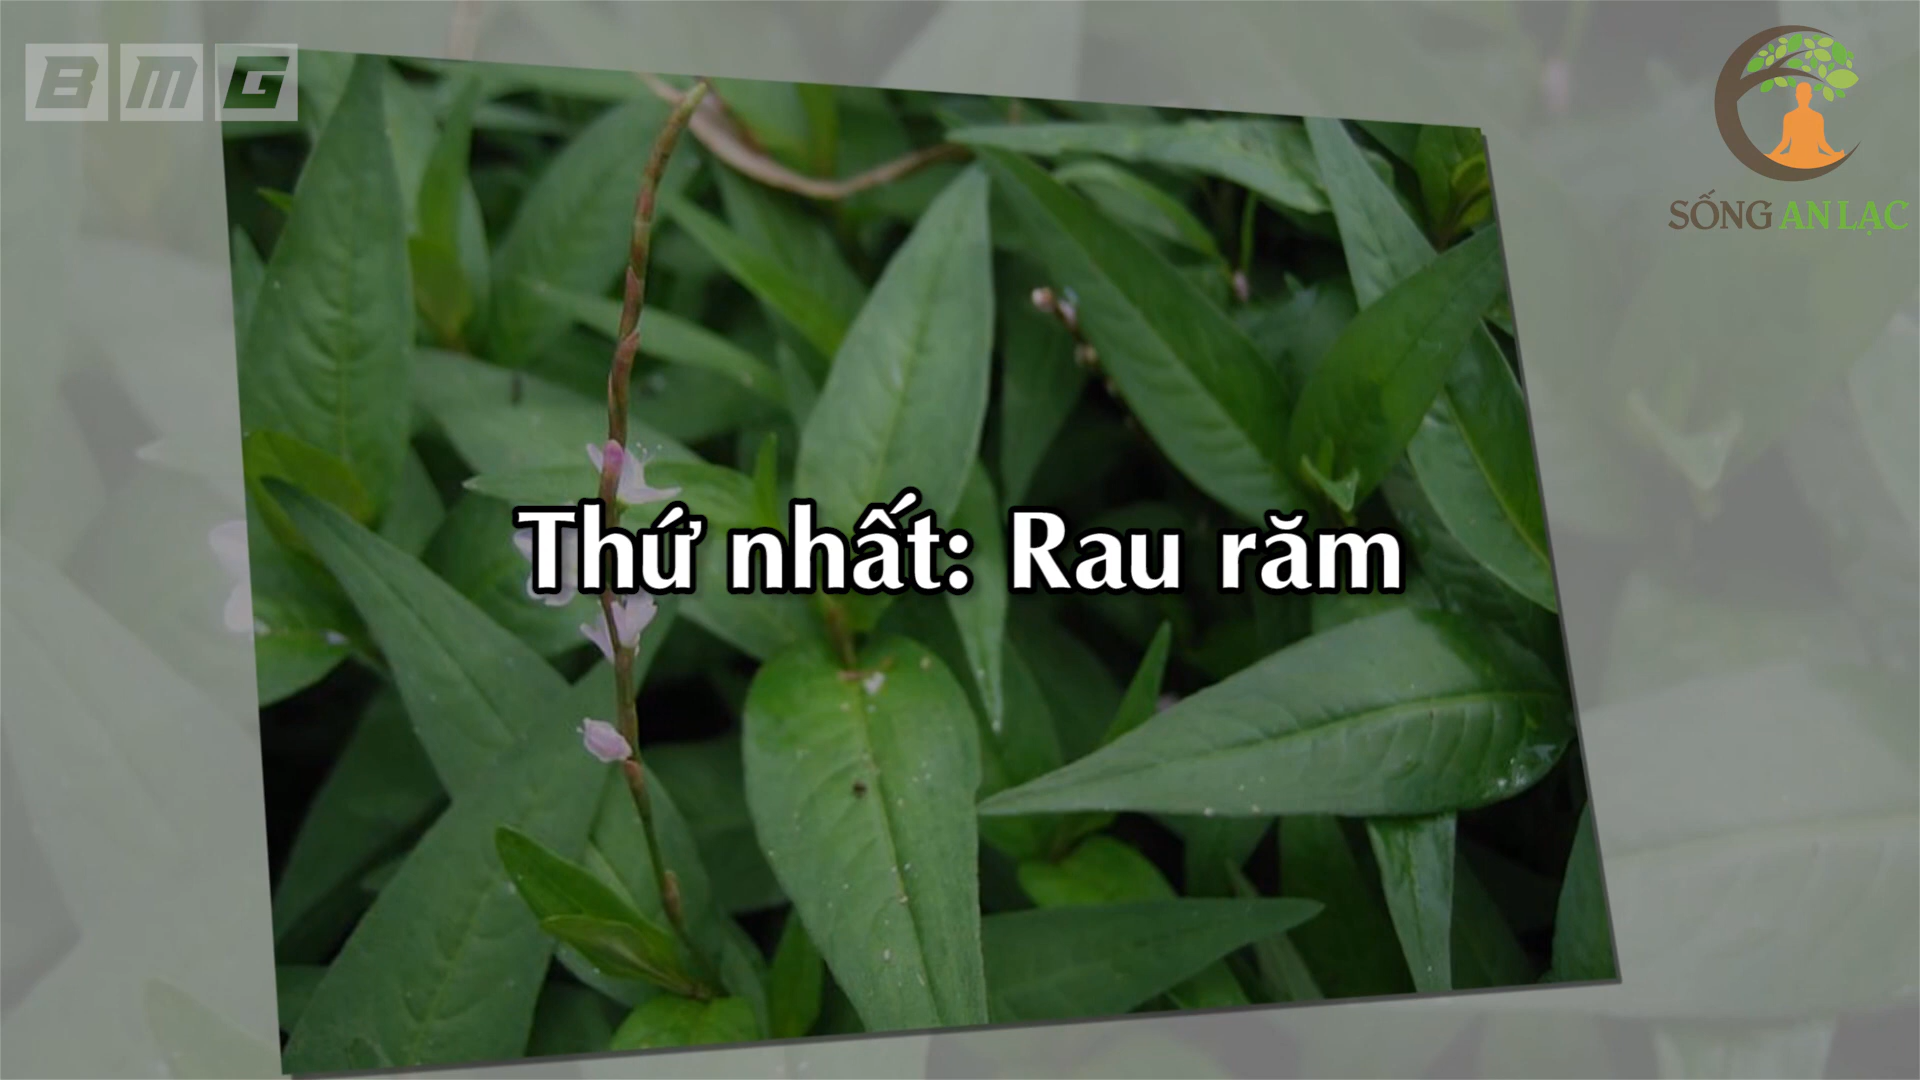 BMG
SỐNG AN LẠC
Thứ nhất: Rau răm